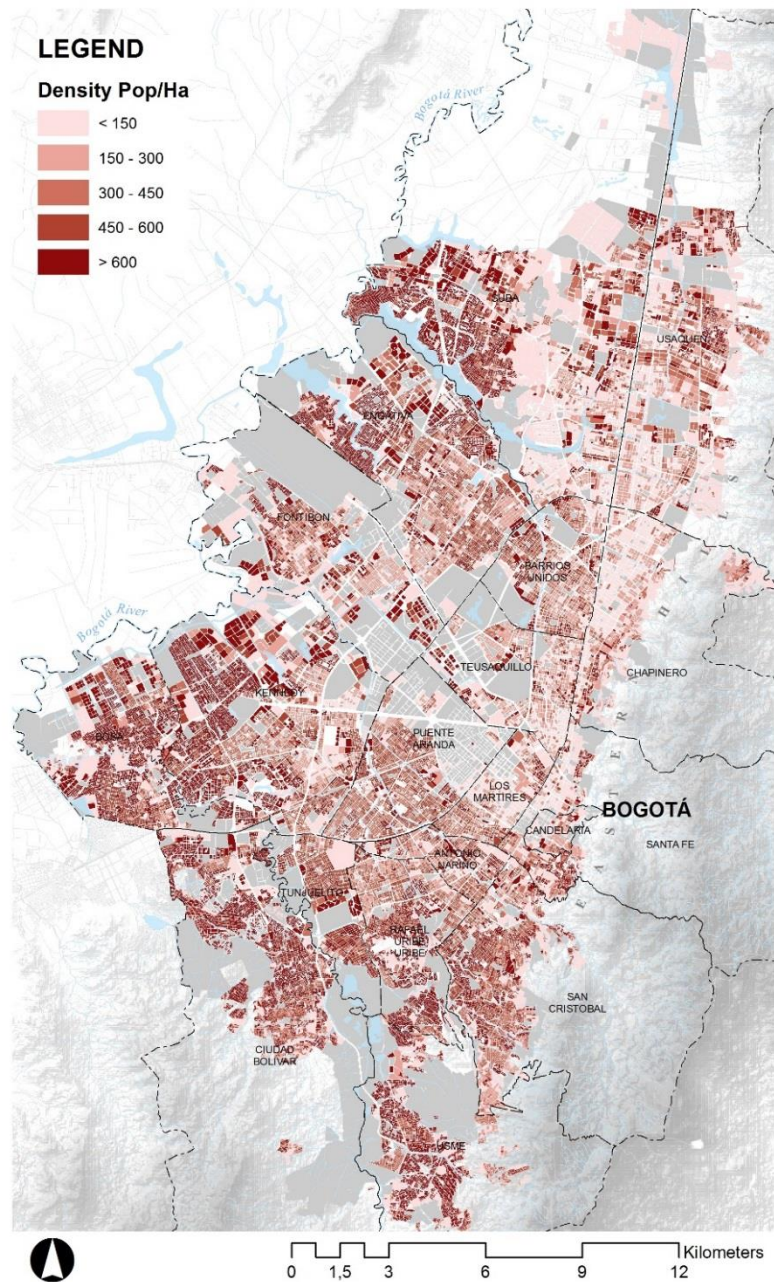 LEGEND
Density Pop/Ha
< 150
150 - 300
300 - 450
450 - 600
> 600
Bogotá River
SUBA
USAQUEN
ENGATIVA
FONTIBON
BARRIOS
UNIDOS
Bogotá River
TEUSAQUILLO
CHAPINERO
KENNEDY
BOSA
PUENTE
ARANDA
LOS
MARTIRES
BOGOTÁ
CANDELARIA
SANTA FE
EASTERN HILLS
ANTONIO
NARIÑO
TUNJUELITO
RAFAEL
URIBE
URIBE
SAN
CRISTOBAL
CIUDAD
BOLIVAR
USME
Kilometers
0 1,5 3 6 9 12